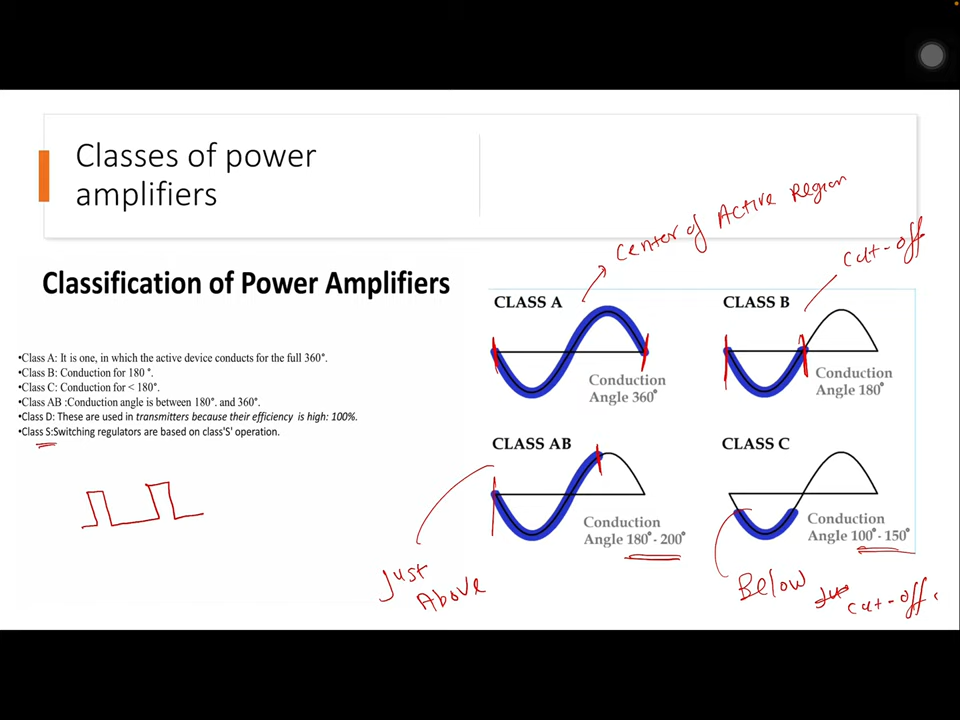 Classes of power
amplifiers
Classification of Power Amplifiers
•Class A: It is one, in which the active device conducts for the full 360°.
•Class B: Conduction for 180 °.
•Class C: Conduction for < 180°.
•Class AB :Conduction angle is between 180°. and 360°.
•Class D: These are used in transmitters because their efficiency is high: 100%.
•Class S:Switching regulators are based on class'S' operation.
Center of Active Region
Cut-off
CLASS A
Conduction
Angle 360°
CLASS B
Conduction
Angle 180°
CLASS AB
Conduction
Angle 180°- 200°
CLASS C
Conduction
Angle 100°- 150°
Just
Above
Below
cut-off